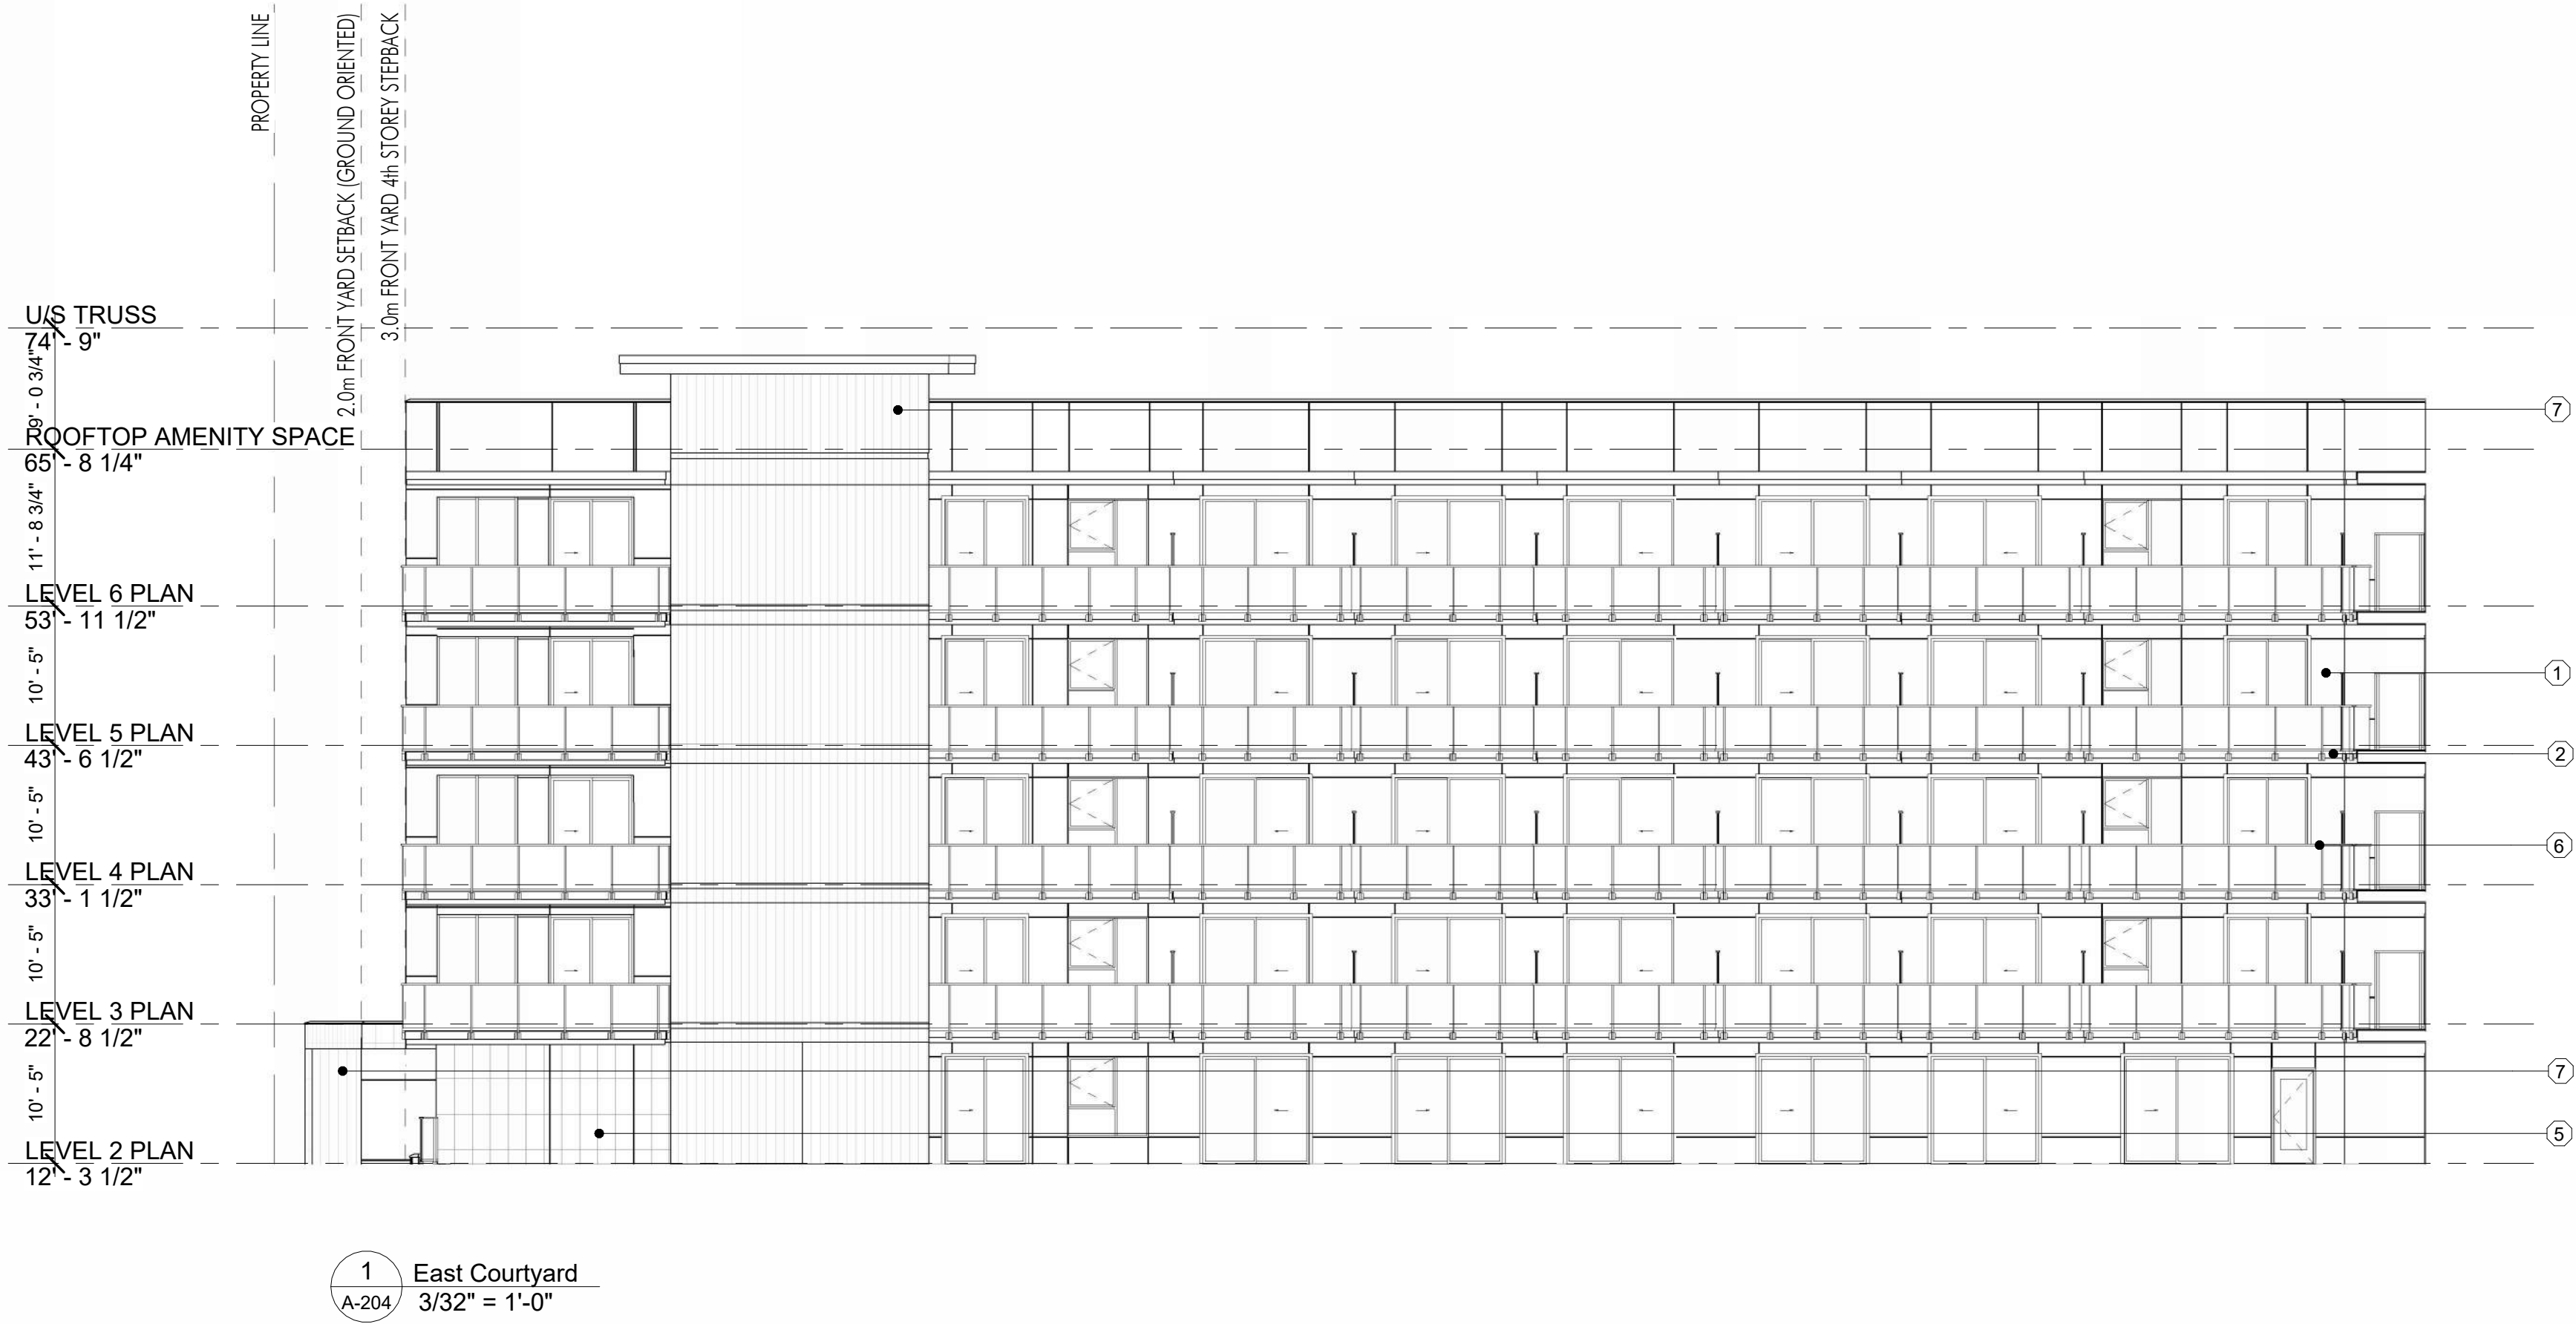 PROPERTY LINE
2.0m FRONT YARD SETBACK (GROUND ORIENTED)
3.0m FRONT YARD 4th STOREY STEPBACK
U/S TRUSS
74' - 9"
9' - 0 3/4"
7
ROOFTOP AMENITY SPACE
65' - 8 1/4"
11' - 8 3/4"
LEVEL 6 PLAN
53' - 11 1/2"
10' - 5"
1
LEVEL 5 PLAN
43' - 6 1/2"
2
10' - 5"
6
LEVEL 4 PLAN
33' - 1 1/2"
10' - 5"
LEVEL 3 PLAN
22' - 8 1/2"
10' - 5"
7
5
LEVEL 2 PLAN
12' - 3 1/2"
1
East Courtyard
A-204
3/32" = 1'-0"